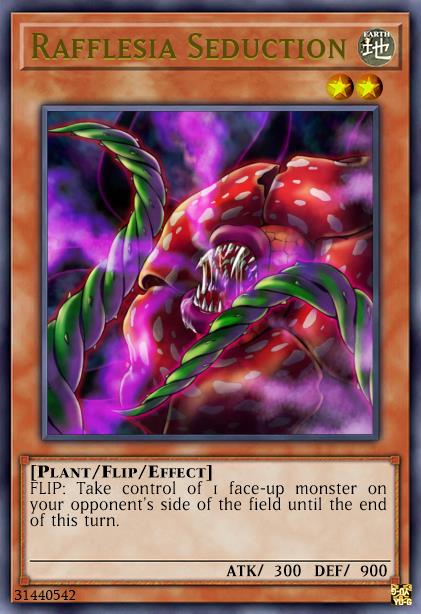 Rafflesia Seduction
EARTH
地
[Plant/Flip/Effect]
FLIP: Take control of 1 face-up monster on
your opponent's side of the field until the end
of this turn.
ATK/ 300 DEF/ 900
31440542